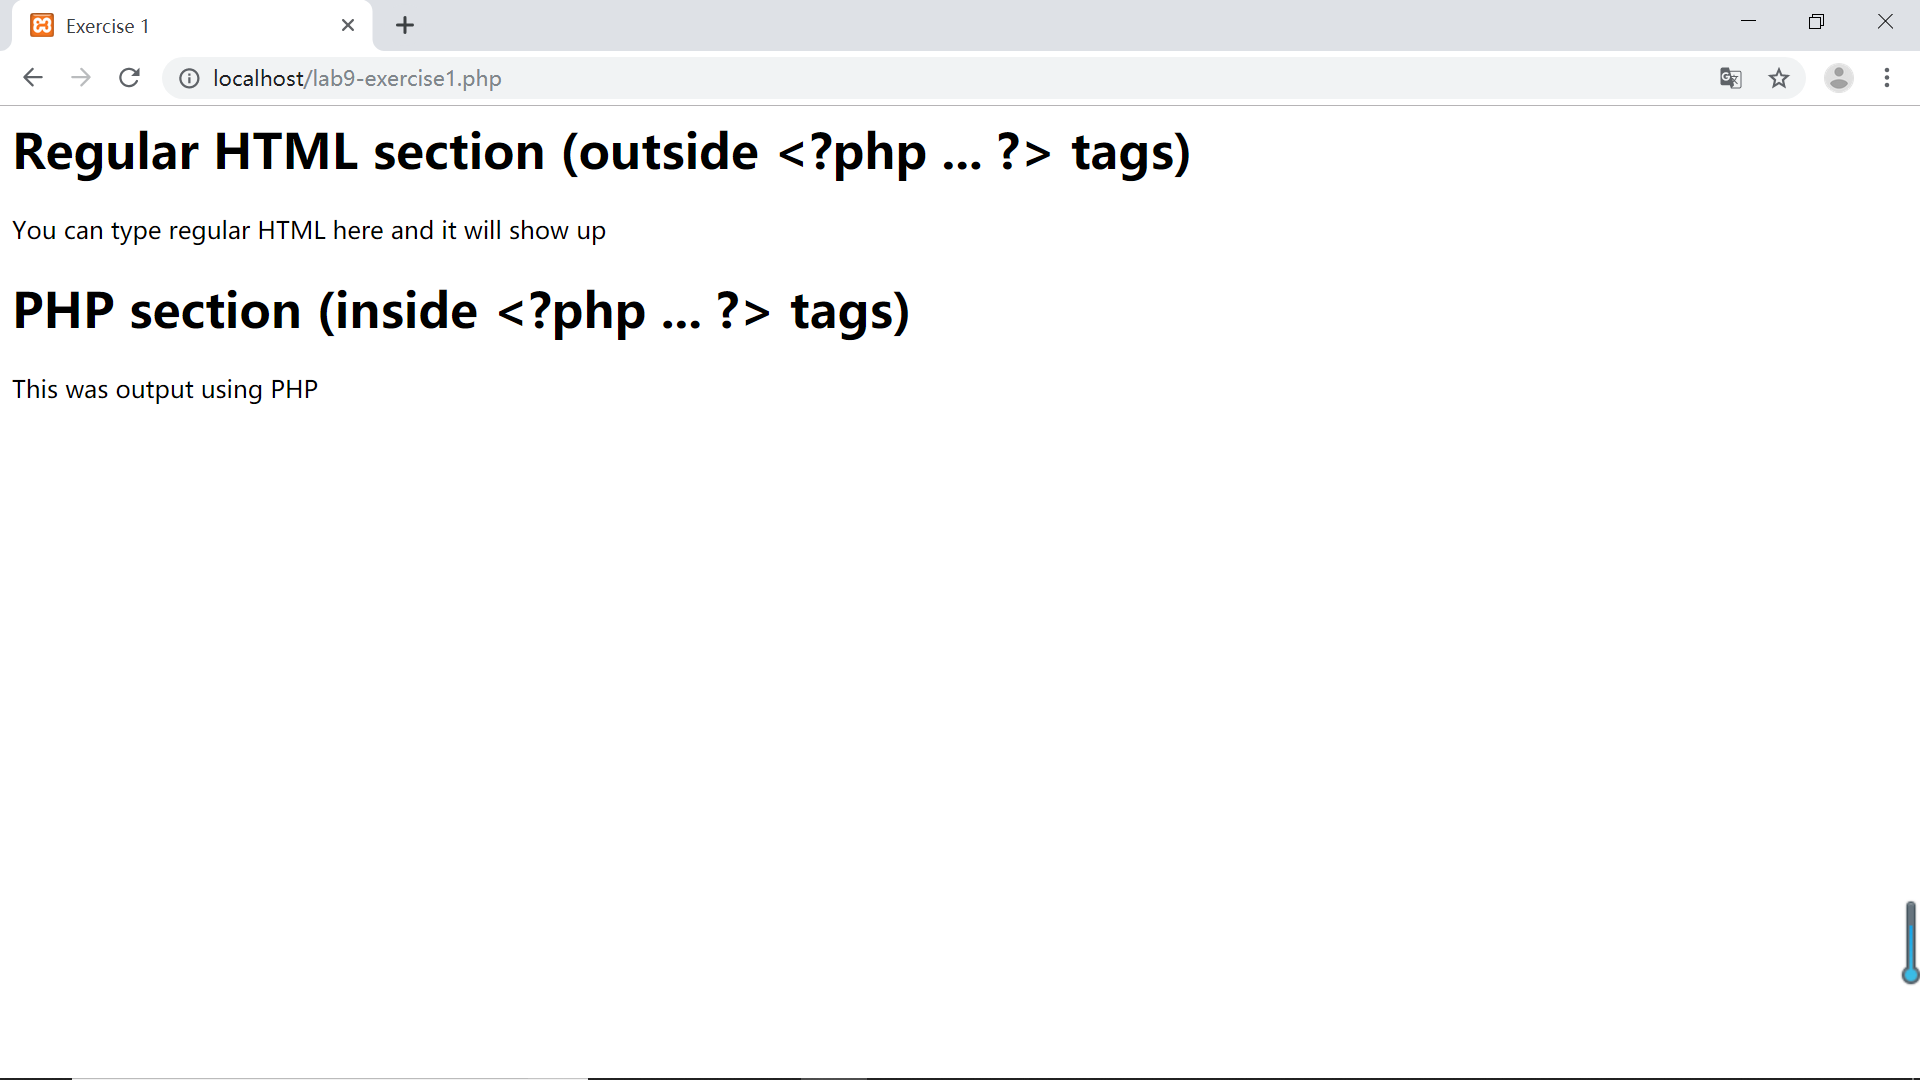 Exercise 1
localhost/lab9-exercise1.php
Regular HTML section (outside <?php ... ?> tags)
You can type regular HTML here and it will show up
PHP section (inside <?php ... ?> tags)
This was output using PHP